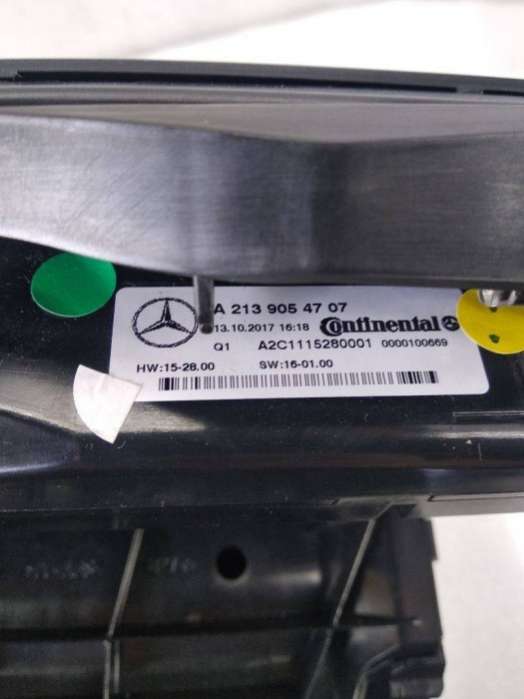 A 213 905 47 07
13.10.2017 16:18 Continental
Q1 A2C1115280001 0000100669
HW:15-28.00 SW:16-01.00